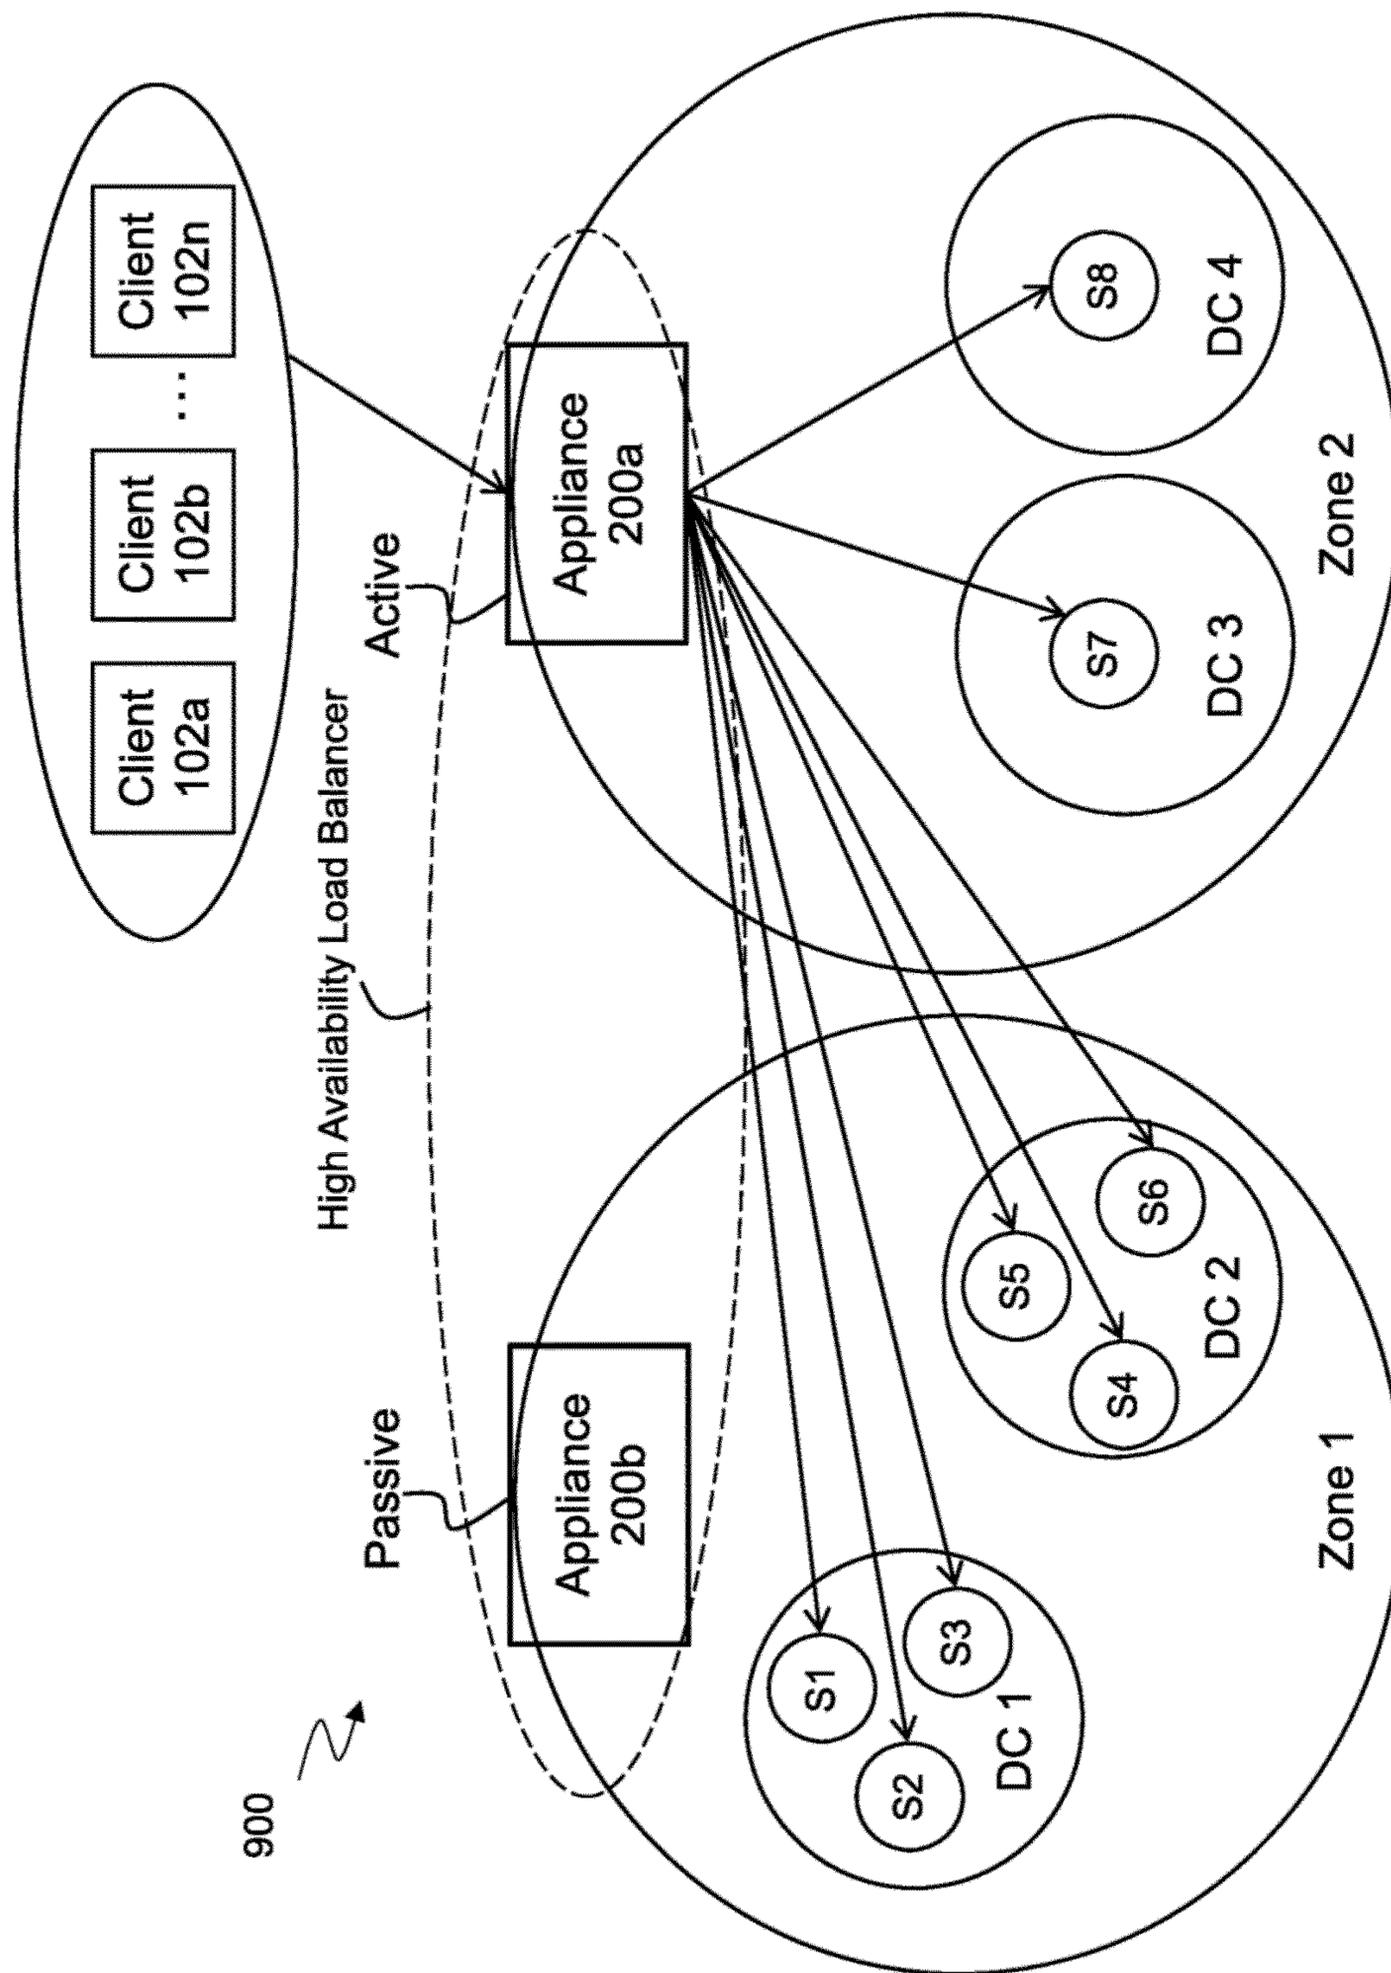 900
Client
102a
Client
102b
...
Client
102n
High Availability Load Balancer
Passive
Active
Appliance
200b
Appliance
200a
S1
S2
S3
DC 1
S5
S4
S6
DC 2
Zone 1
S7
DC 3
S8
DC 4
Zone 2